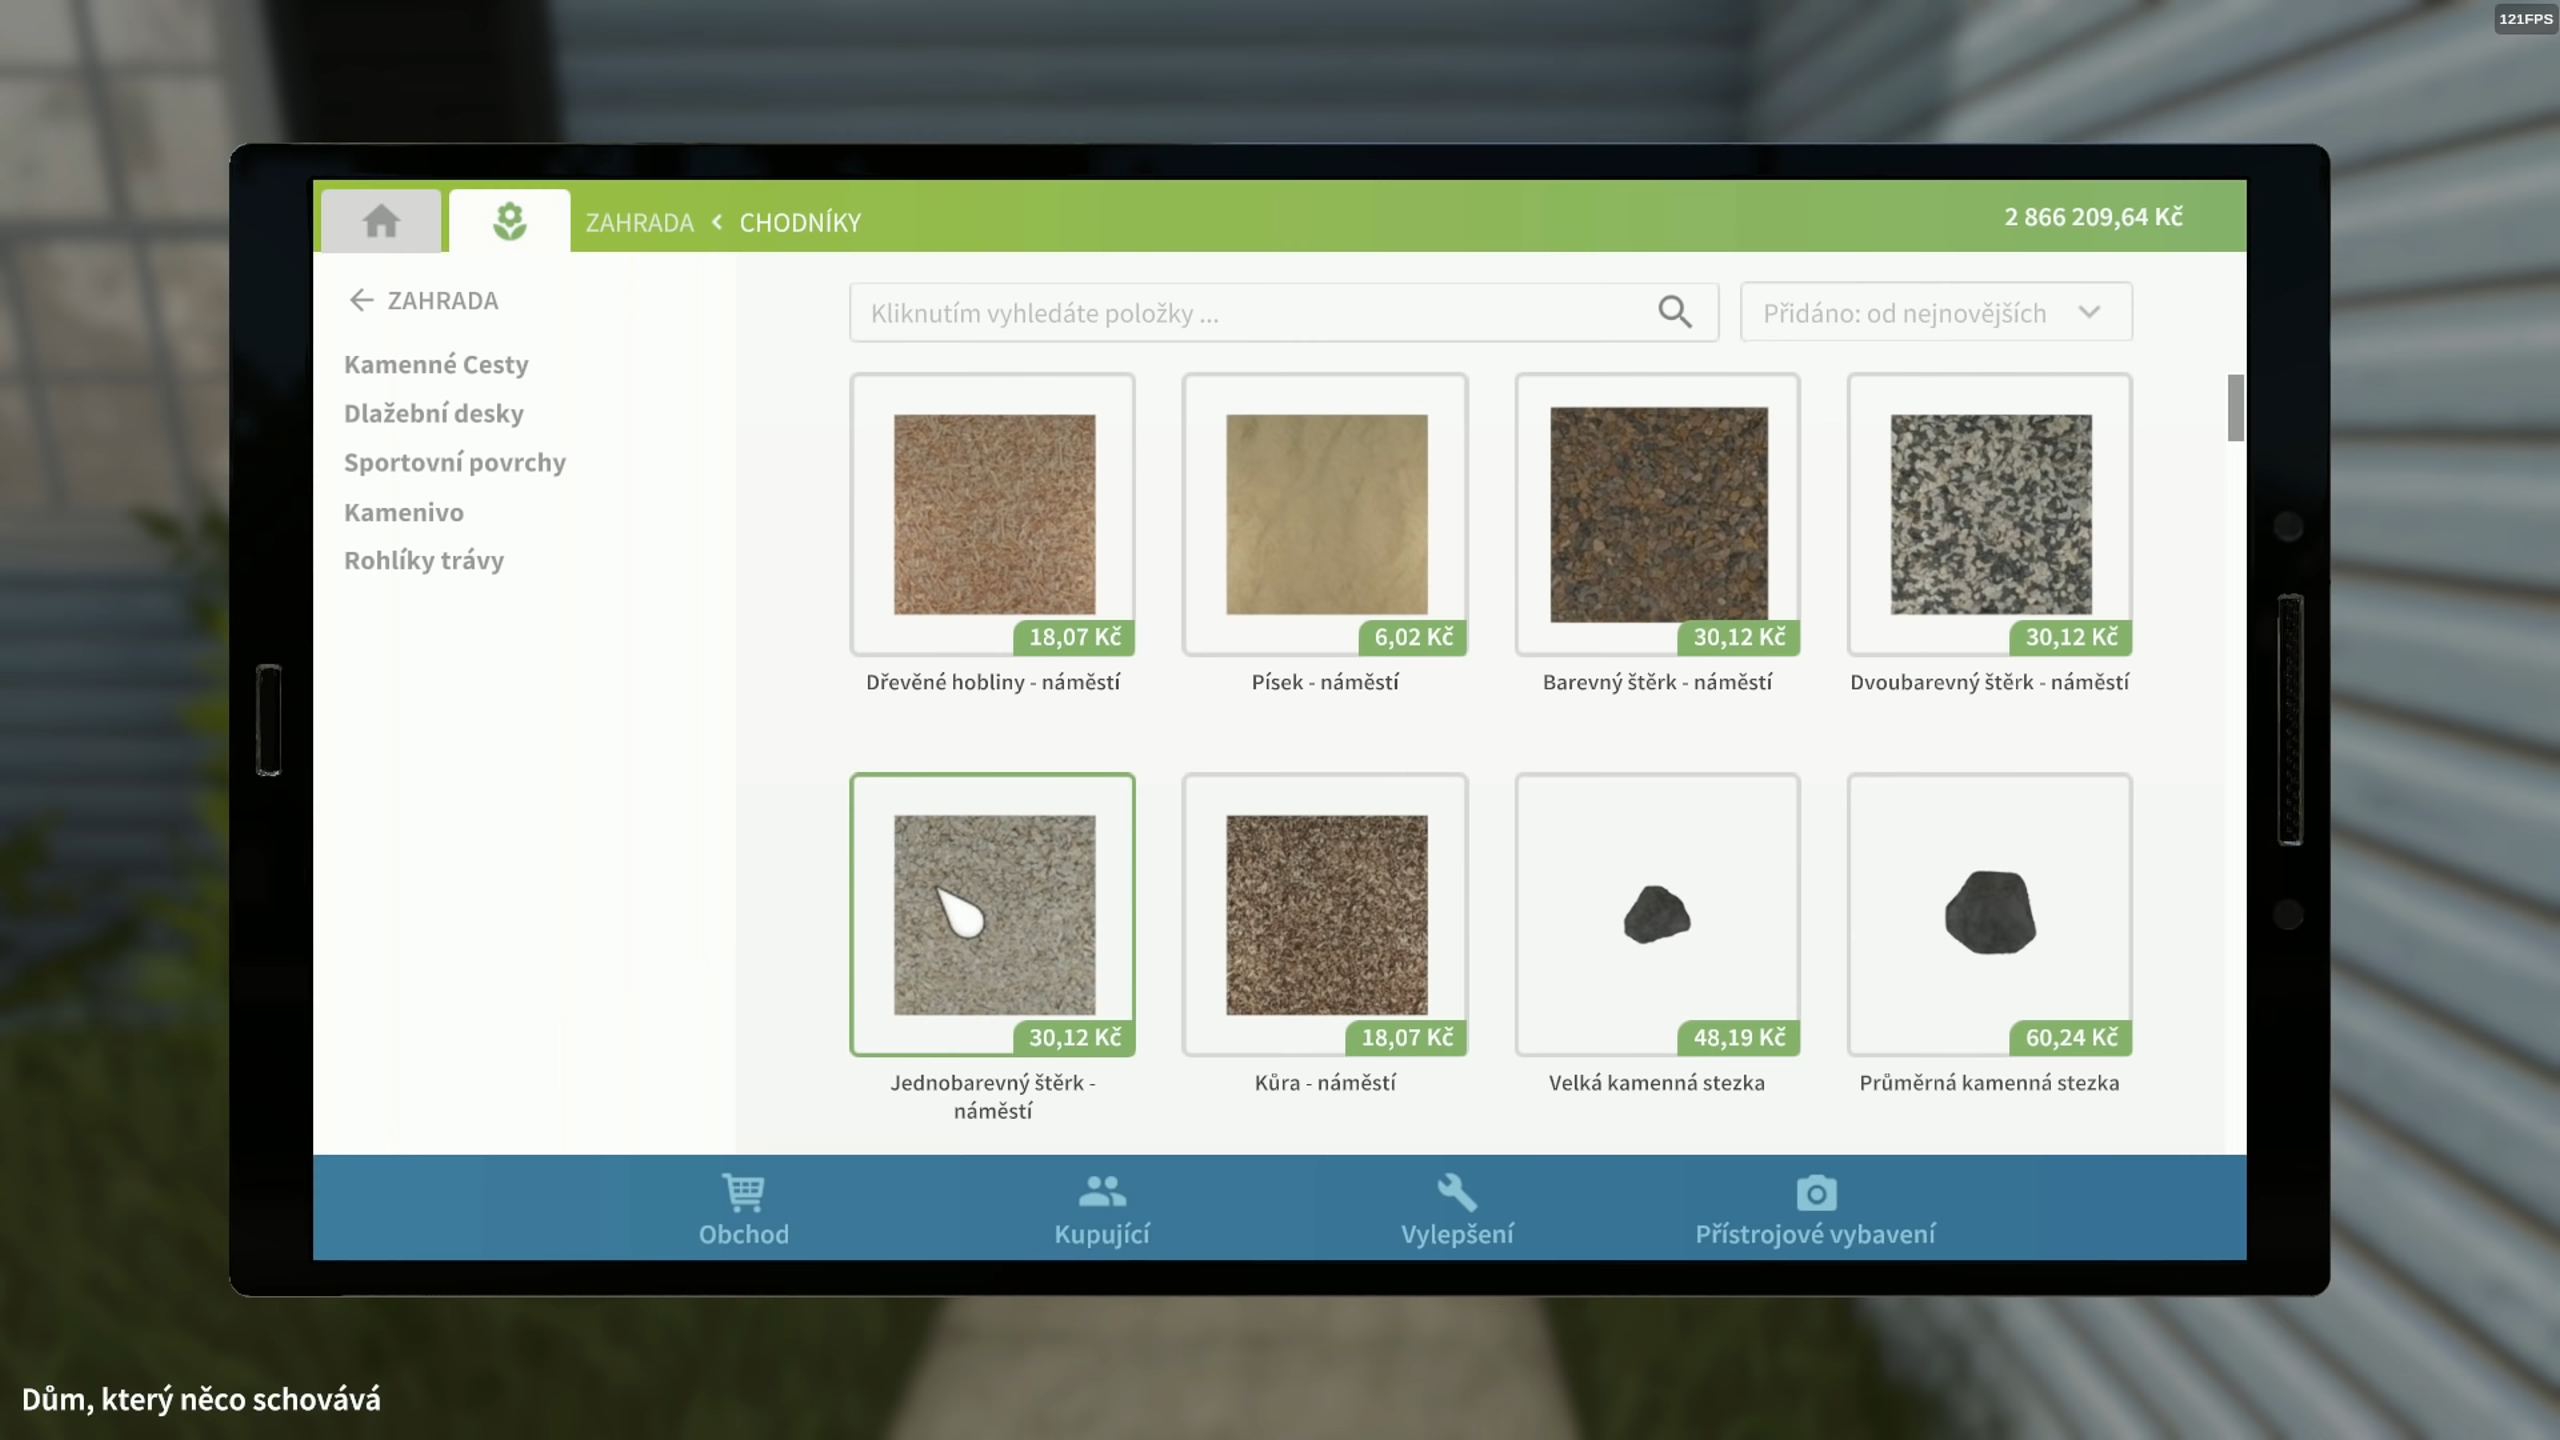 121FPS
ZAHRADA < CHODNÍKY
2 866 209,64 Kč
ZAHRADA
Kamenné Cesty
Dlažební desky
Sportovní povrchy
Kamenivo
Rohlíky trávy
Kliknutím vyhledáte položky ...
Přidáno: od nejnovějších
18,07 Kč
Dřevěné hobliny - náměstí
6,02 Kč
Písek - náměstí
30,12 Kč
Barevný štěrk - náměstí
30,12 Kč
Dvoubarevný štěrk - náměstí
30,12 Kč
Jednobarevný štěrk -
náměstí
18,07 Kč
Kůra - náměstí
48,19 Kč
Velká kamenná stezka
60,24 Kč
Průměrná kamenná stezka
Obchod
Kupující
Vylepšení
Přístrojové vybavení
Dům, který něco schovává